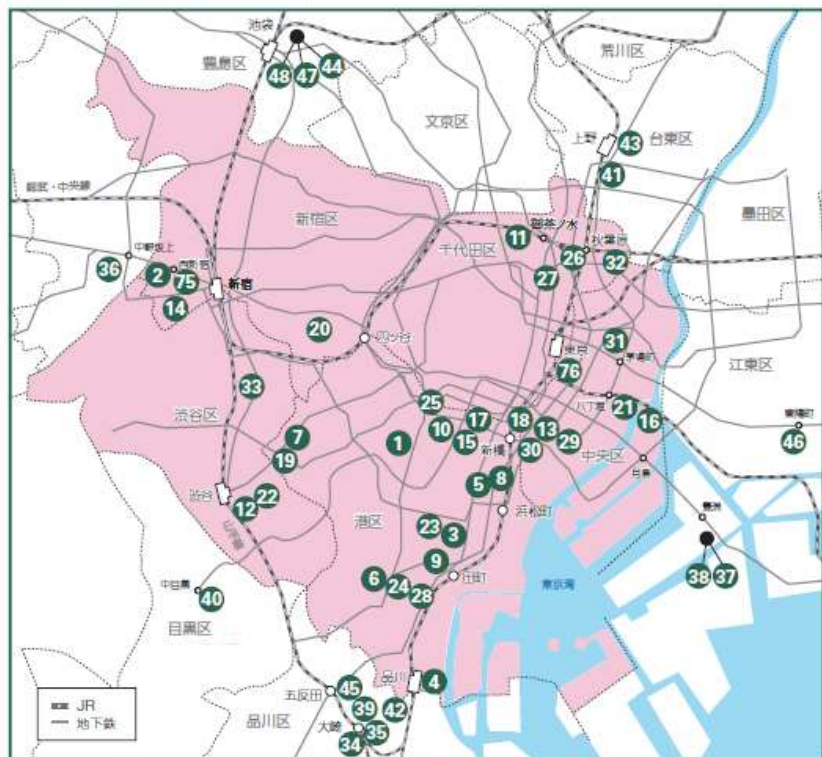 池袋
豊島区
48 47 44
荒川区
文京区
上野
43
台東区
41
総武・中央線
新宿区
墨田区
御茶ノ水
11
千代田区
秋葉原
26
32
27
中野坂上
36
西新宿
2
75
新宿
14
20
四ッ谷
東京
31
茅場町
76
江東区
33
渋谷区
25
八丁堀
21
16
東陽町
46
7
10
17
18
13
1
15
新橋
30
29
中央区
19
月島
渋谷
22
12
5
8
豊洲
港区
浜松町
山手線
23
3
9
38 37
6
24
28
田町
東京湾
中目黒
40
目黒区
品川
4
五反田
45
39
42
JR
地下鉄
品川区
大崎
35
34